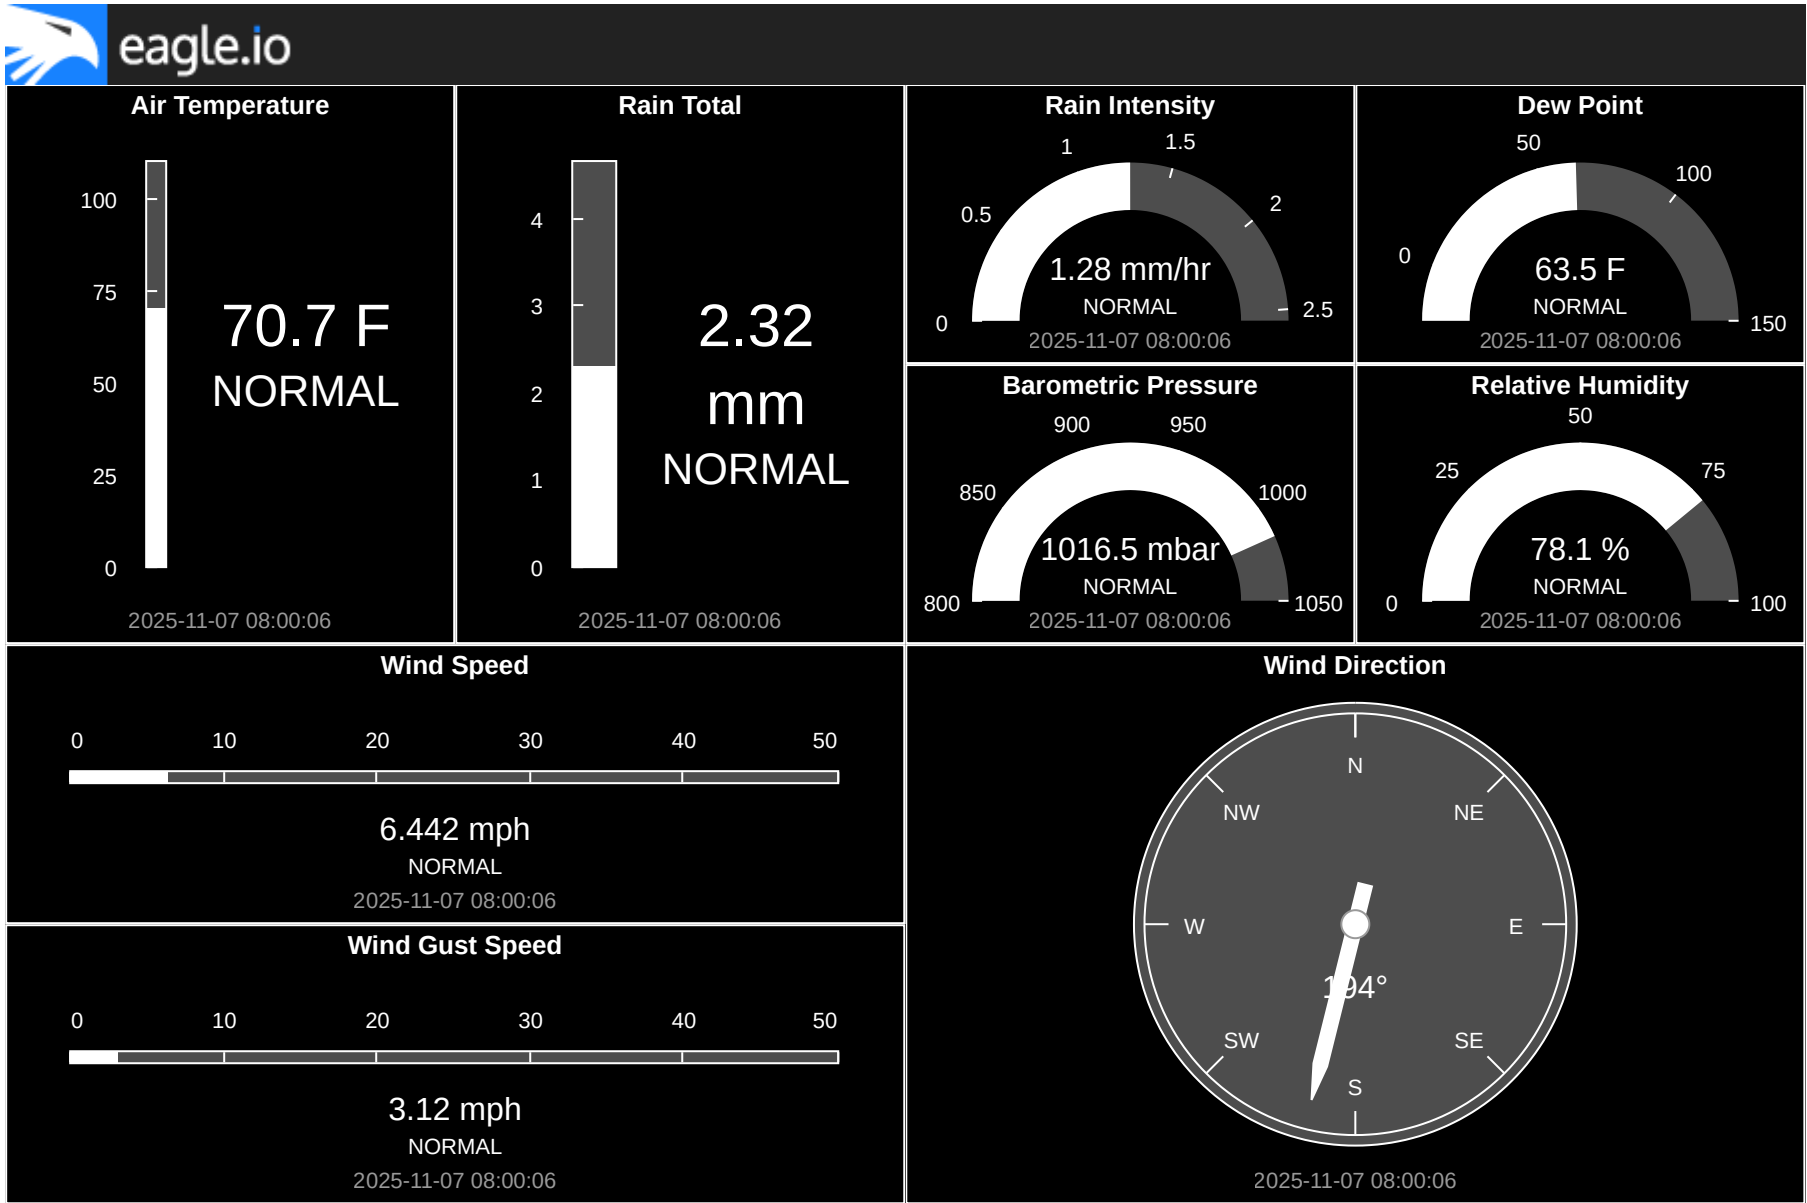 eagle.io
Air Temperature
100
75
50
25
0
70.7 F
NORMAL
2025-11-07 08:00:06
Rain Total
4
3
2
1
0
2.32
mm
NORMAL
2025-11-07 08:00:06
Rain Intensity
0
0.5
1
1.5
2
2.5
1.28 mm/hr
NORMAL
2025-11-07 08:00:06
Dew Point
0
50
100
150
63.5 F
NORMAL
2025-11-07 08:00:06
Barometric Pressure
800
850
900
950
1000
1050
1016.5 mbar
NORMAL
2025-11-07 08:00:06
Relative Humidity
0
25
50
75
100
78.1 %
NORMAL
2025-11-07 08:00:06
Wind Speed
0 10 20 30 40 50
6.442 mph
NORMAL
2025-11-07 08:00:06
Wind Gust Speed
0 10 20 30 40 50
3.12 mph
NORMAL
2025-11-07 08:00:06
Wind Direction
N
NW NE
W E
194°
SW SE
S
2025-11-07 08:00:06